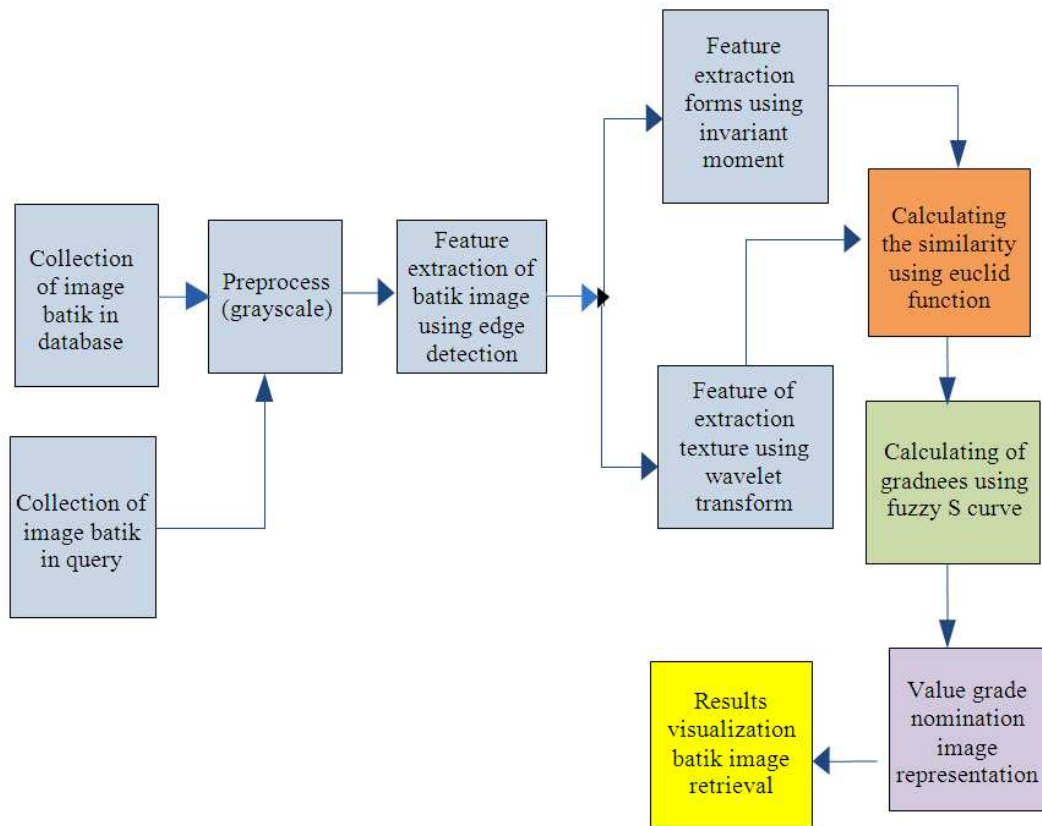 Collection
of image
batik in
database
Collection of
image batik
in query
Preprocess
(grayscale)
Feature
extraction of
batik image
using edge
detection
Feature
extraction
forms using
invariant
moment
Feature of
extraction
texture using
wavelet
transform
Calculating
the similarity
using euclid
function
Calculating of
gradnees using
fuzzy S curve
Value grade
nomination
image
representation
Results
visualization
batik image
retrieval